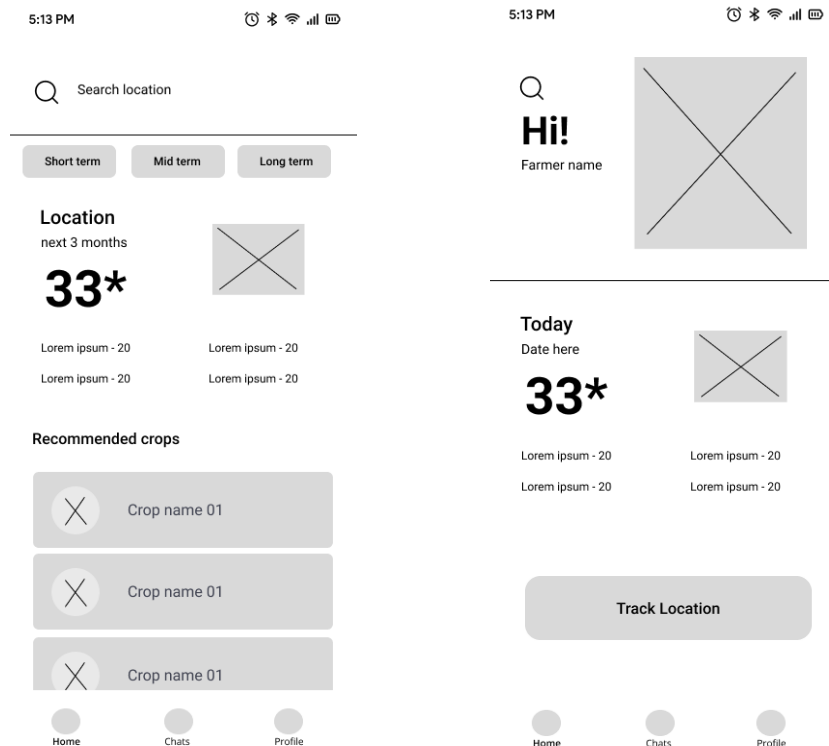 5:13 PM
Search location
Short term Mid term Long term
Location
next 3 months
33*
Lorem ipsum - 20 Lorem ipsum - 20
Lorem ipsum - 20 Lorem ipsum - 20
Recommended crops
Crop name 01
Crop name 01
Crop name 01
Home Chats Profile
5:13 PM
Hi!
Farmer name
Today
Date here
33*
Lorem ipsum - 20 Lorem ipsum - 20
Lorem ipsum - 20 Lorem ipsum - 20
Track Location
Home Chats Profile